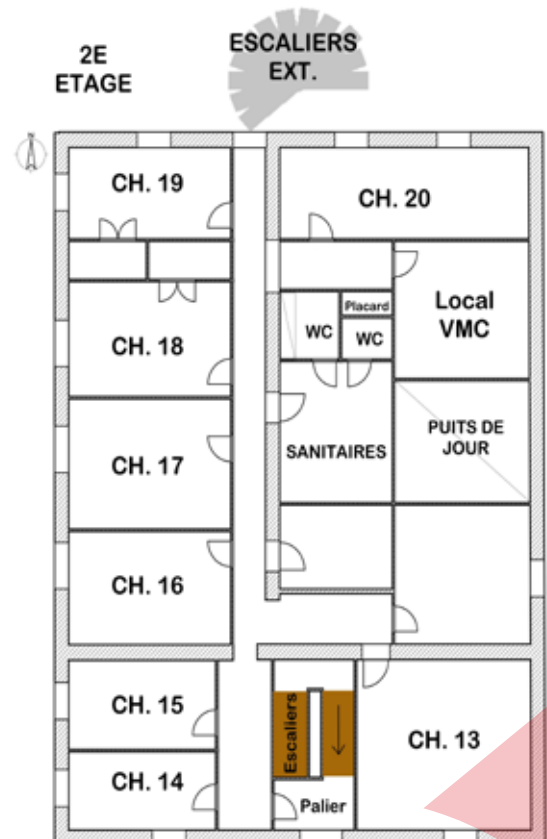 2E
ETAGE
ESCALIERS
EXT.
N
CH. 19
CH. 20
CH. 18
Placard
WC
WC
Local
VMC
CH. 17
SANITAIRES
PUITS DE
JOUR
CH. 16
CH. 15
Escaliers
CH. 13
CH. 14
Palier